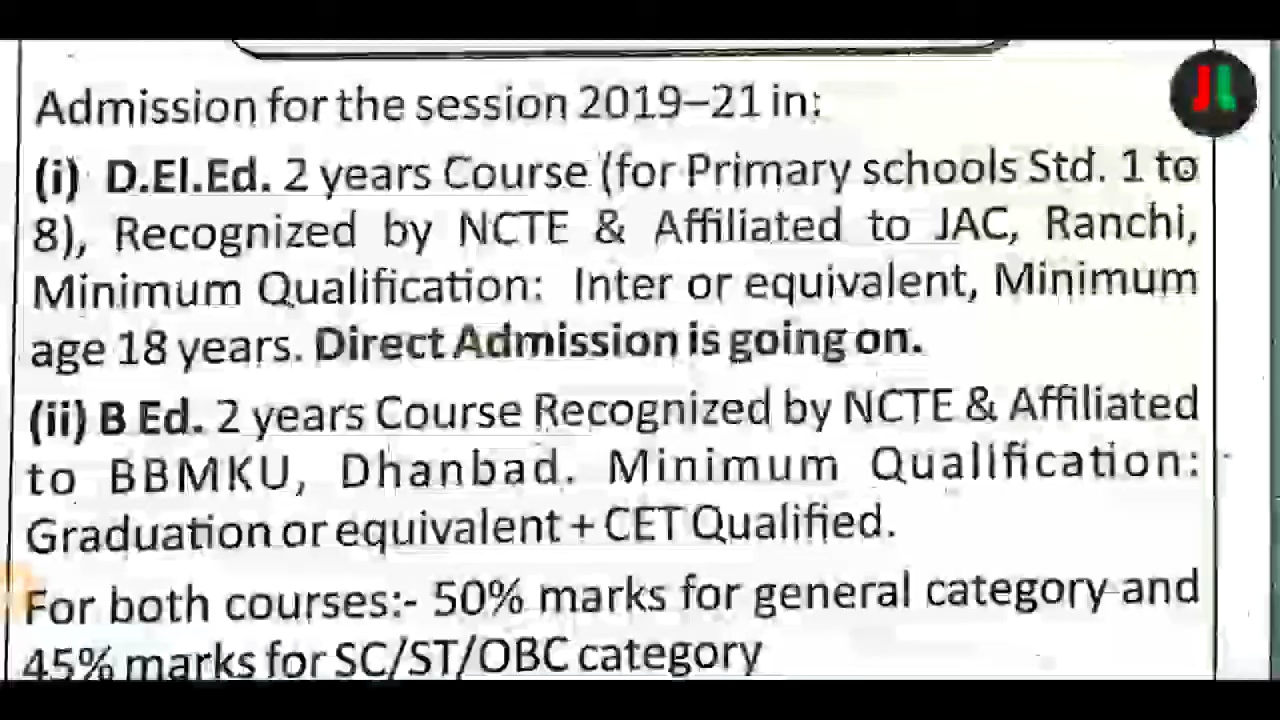 Admission for the session 2019–21 in:
(i) D.El.Ed. 2 years Course (for Primary schools Std. 1 to
8), Recognized by NCTE & Affiliated to JAC, Ranchi,
Minimum Qualification: Inter or equivalent, Minimum
age 18 years. Direct Admission is going on.
(ii) B Ed. 2 years Course Recognized by NCTE & Affiliated
to BBMKU, Dhanbad. Minimum Qualification:
Graduation or equivalent + CET Qualified.
For both courses:- 50% marks for general category and
45% marks for SC/ST/OBC category
JL